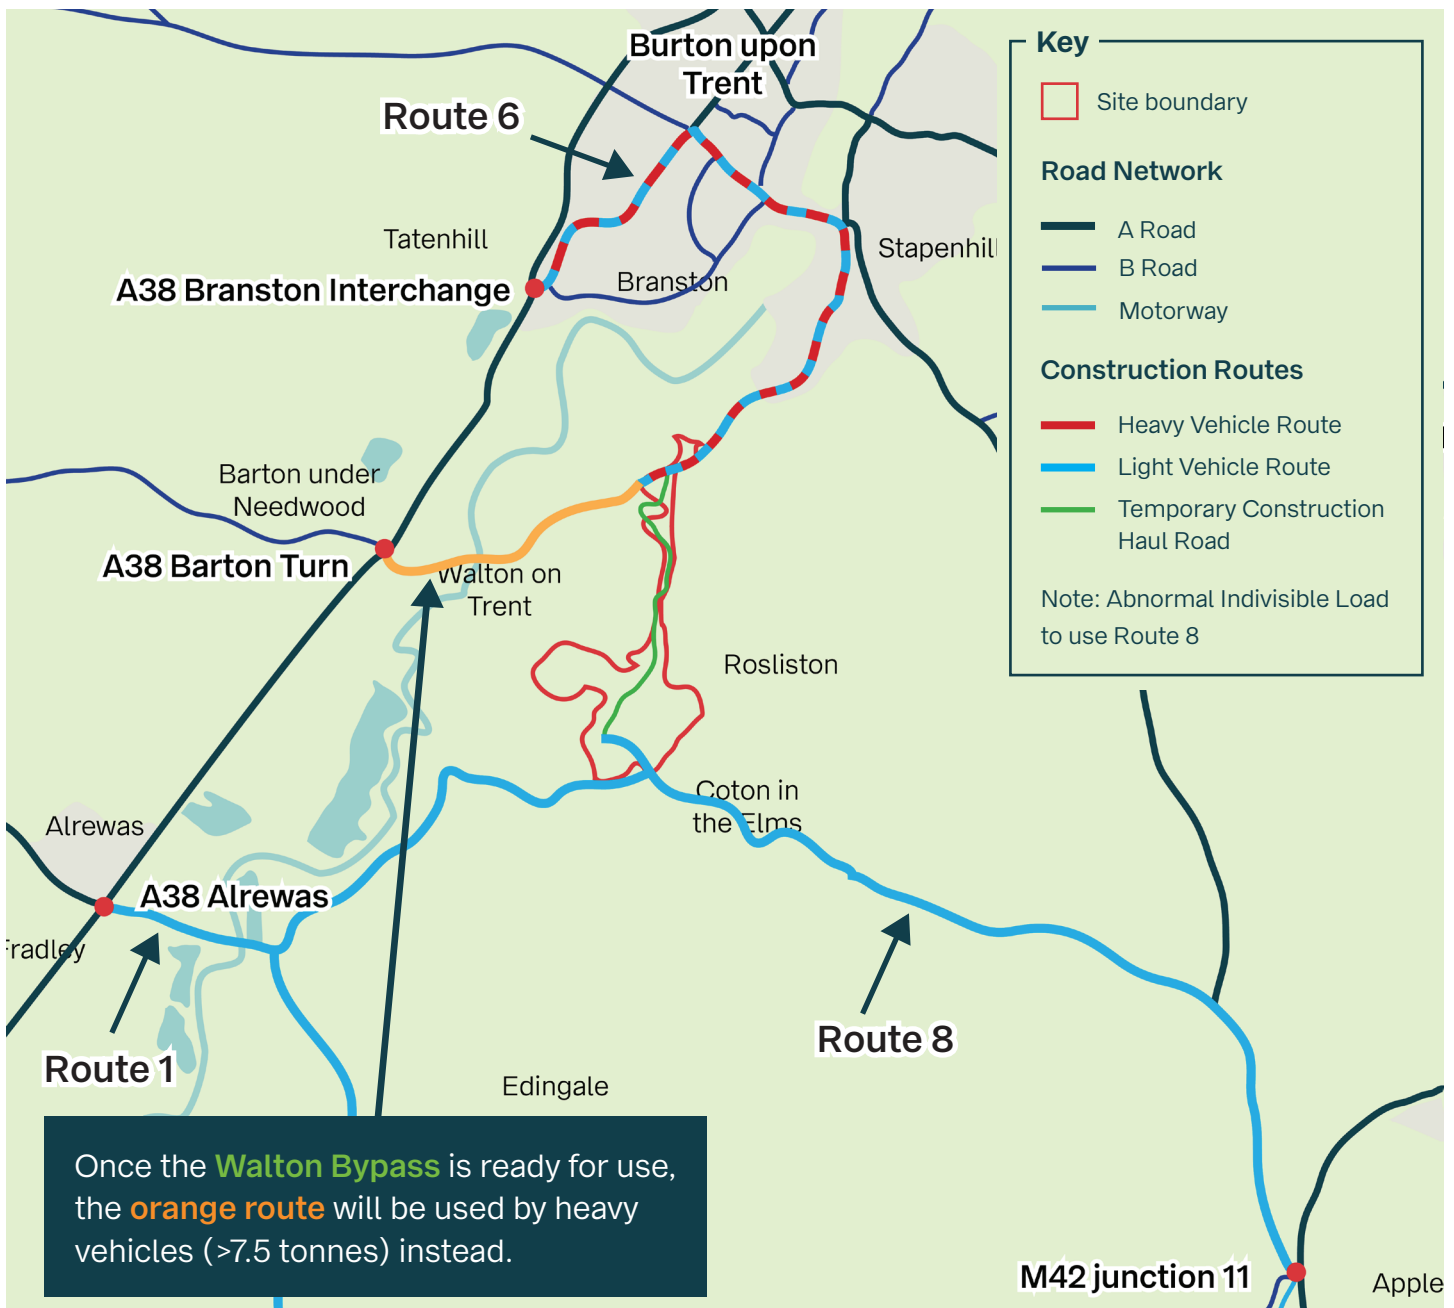 Burton upon
Trent
Key
Site boundary
Route 6
Road Network
A Road
B Road
Motorway
Tatenhill
Stapenhill
A38 Branston Interchange
Branston
Construction Routes
Heavy Vehicle Route
Light Vehicle Route
Temporary Construction
Haul Road
Note: Abnormal Indivisible Load
to use Route 8
Barton under
Needwood
A38 Barton Turn
Walton on
Trent
Rosliston
Coton in
the Elms
Alrewas
A38 Alrewas
Fradley
Route 1
Route 8
Edingale
Once the Walton Bypass is ready for use,
the orange route will be used by heavy
vehicles (>7.5 tonnes) instead.
M42 junction 11
Apple